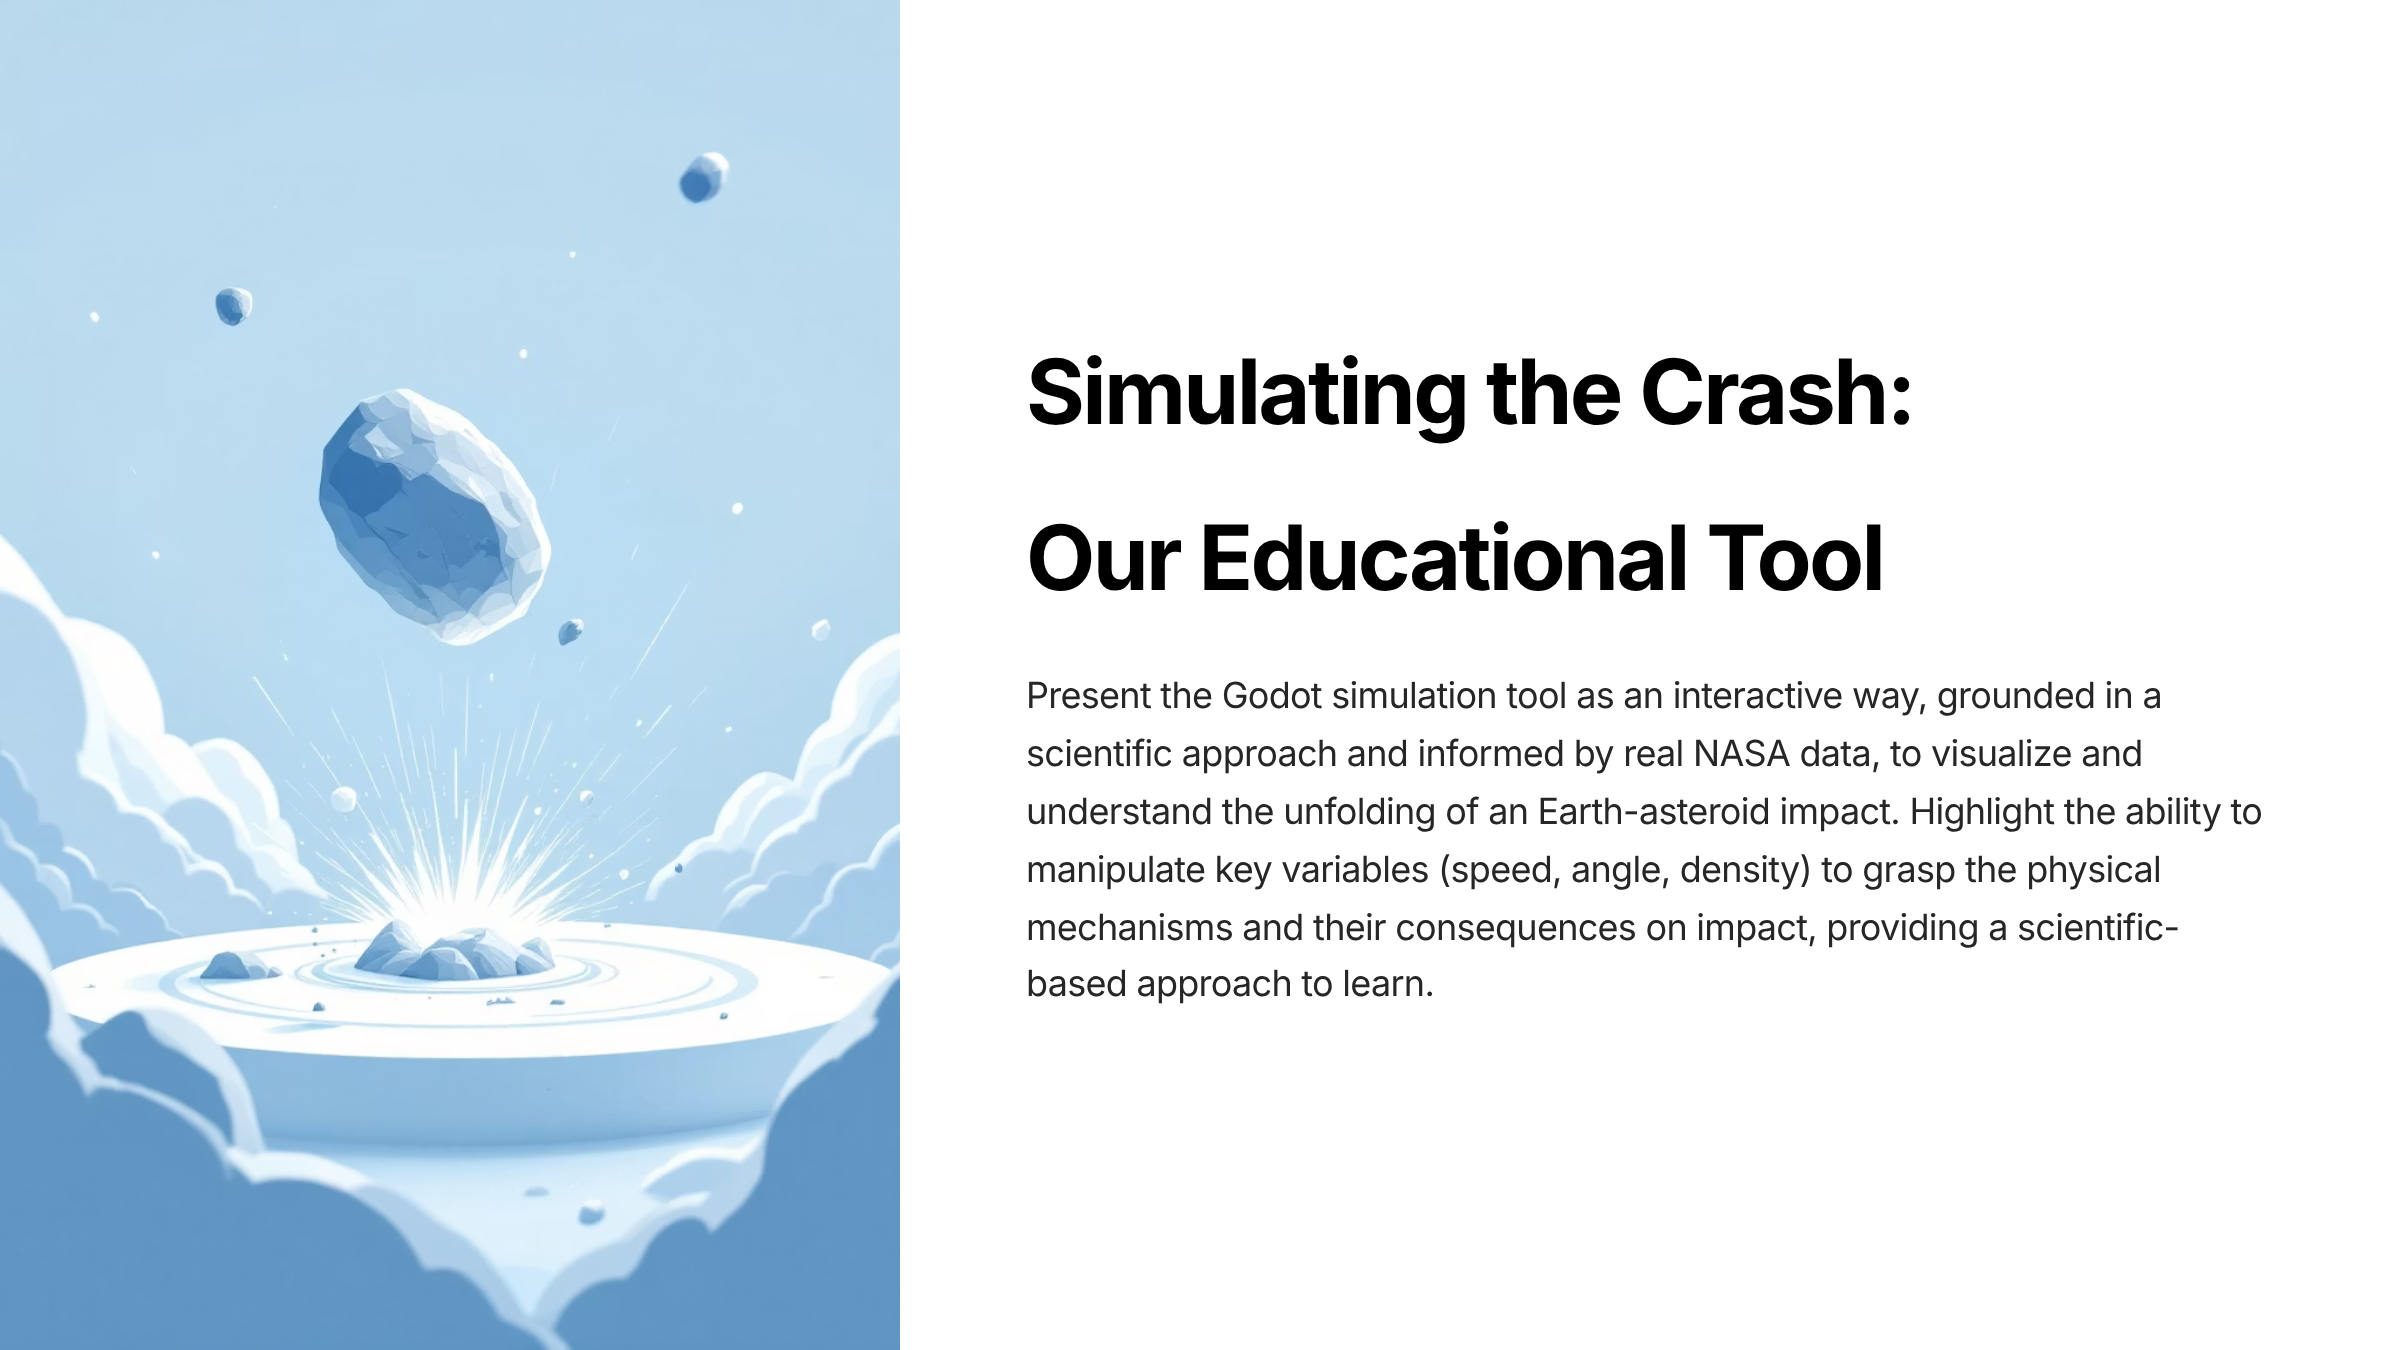 Simulating the Crash:
Our Educational Tool
Present the Godot simulation tool as an interactive way, grounded in a
scientific approach and informed by real NASA data, to visualize and
understand the unfolding of an Earth-asteroid impact. Highlight the ability to
manipulate key variables (speed, angle, density) to grasp the physical
mechanisms and their consequences on impact, providing a scientific-
based approach to learn.